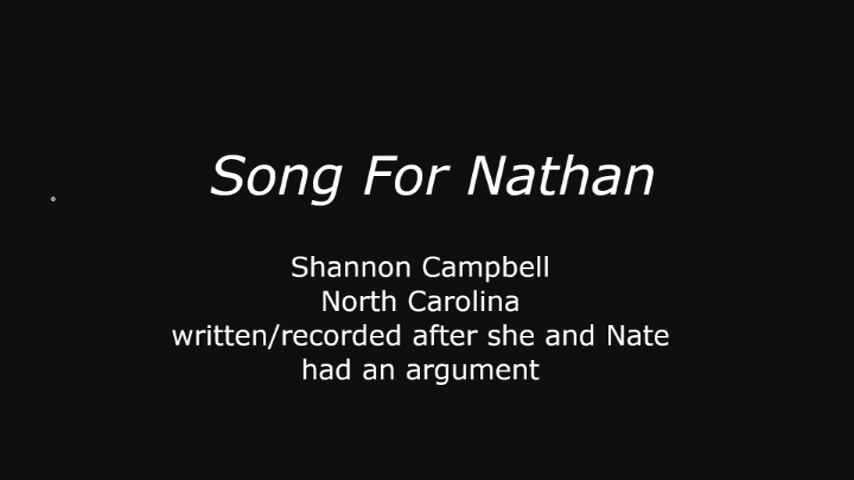 Song For Nathan
Shannon Campbell
North Carolina
written/recorded after she and Nate
had an argument